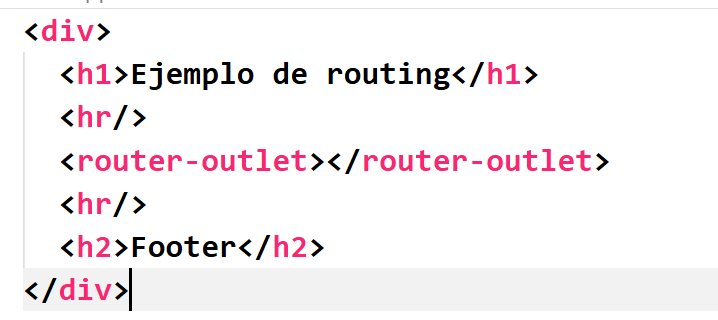 <div>
<h1>Ejemplo de routing</h1>
<hr/>
<router-outlet></router-outlet>
<hr/>
<h2>Footer</h2>
</div>